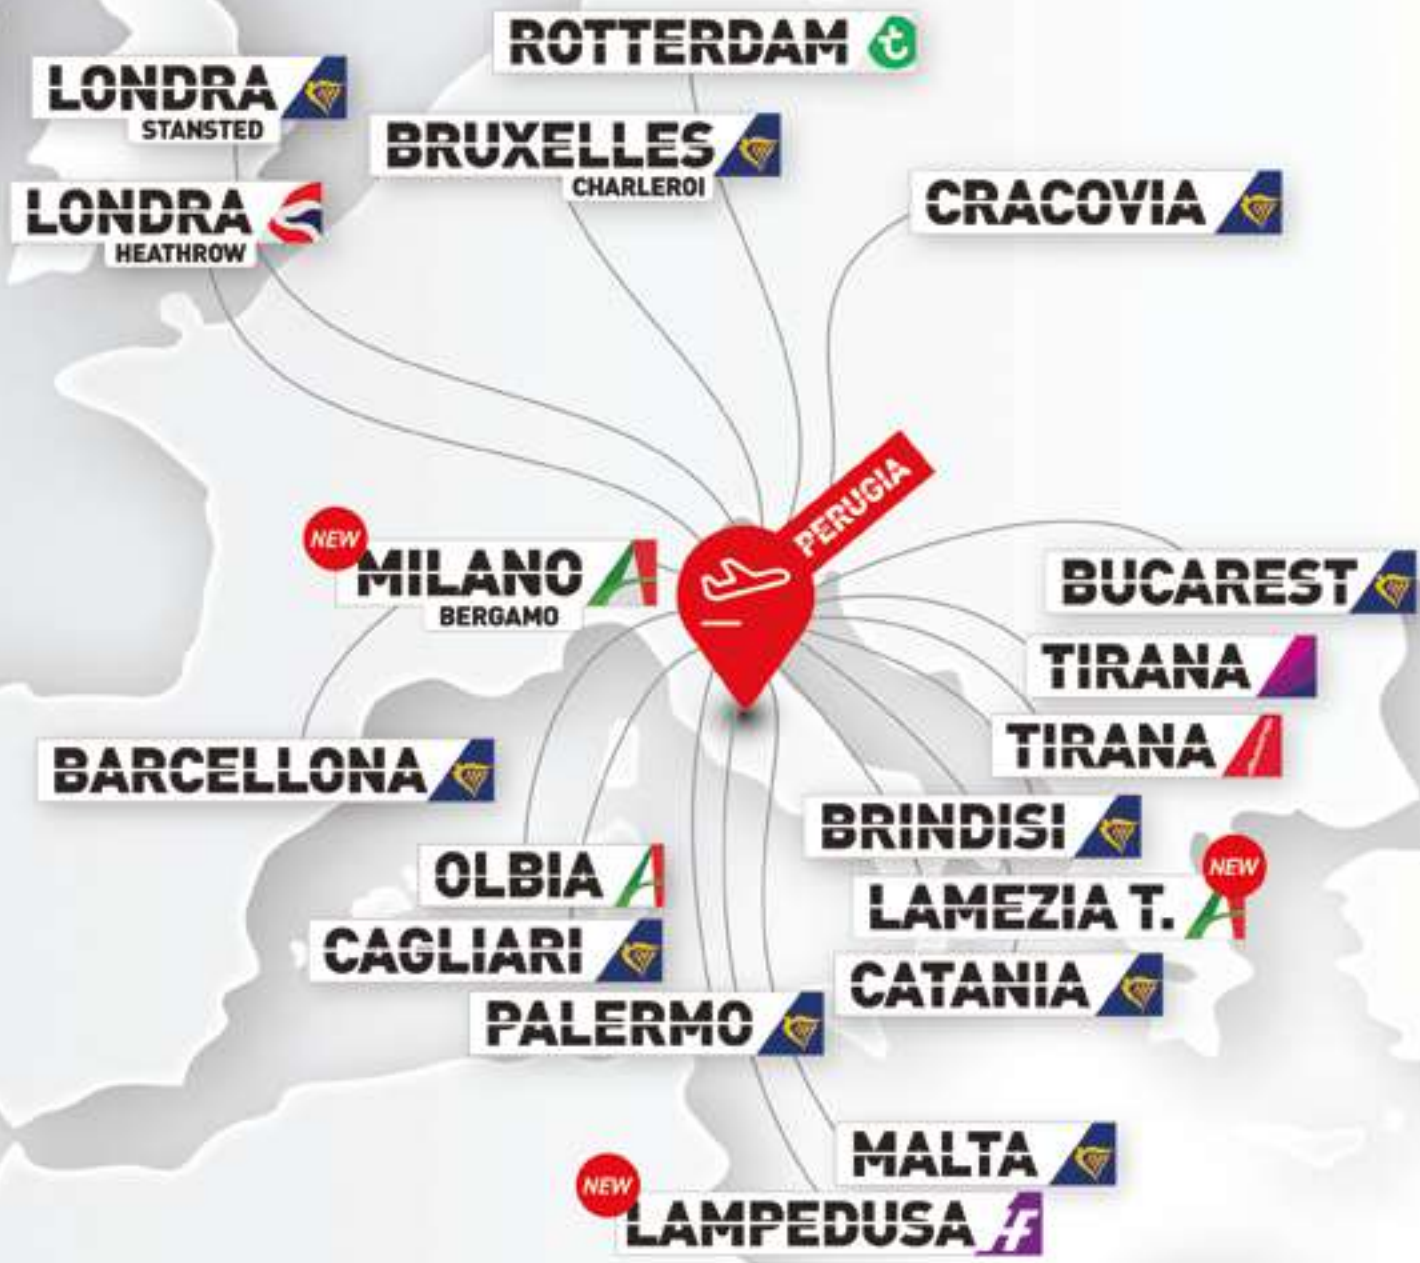 ROTTERDAM
LONDRA
STANSTED
BRUXELLES
CHARLEROI
LONDRA
HEATHROW
CRACOVIA
PERUGIA
NEW
MILANO
BERGAMO
BUCAREST
TIRANA
TIRANA
BARCELLONA
BRINDISI
OLBIA
NEW
LAMEZIA T.
CAGLIARI
CATANIA
PALERMO
MALTA
NEW
LAMPEDUSA